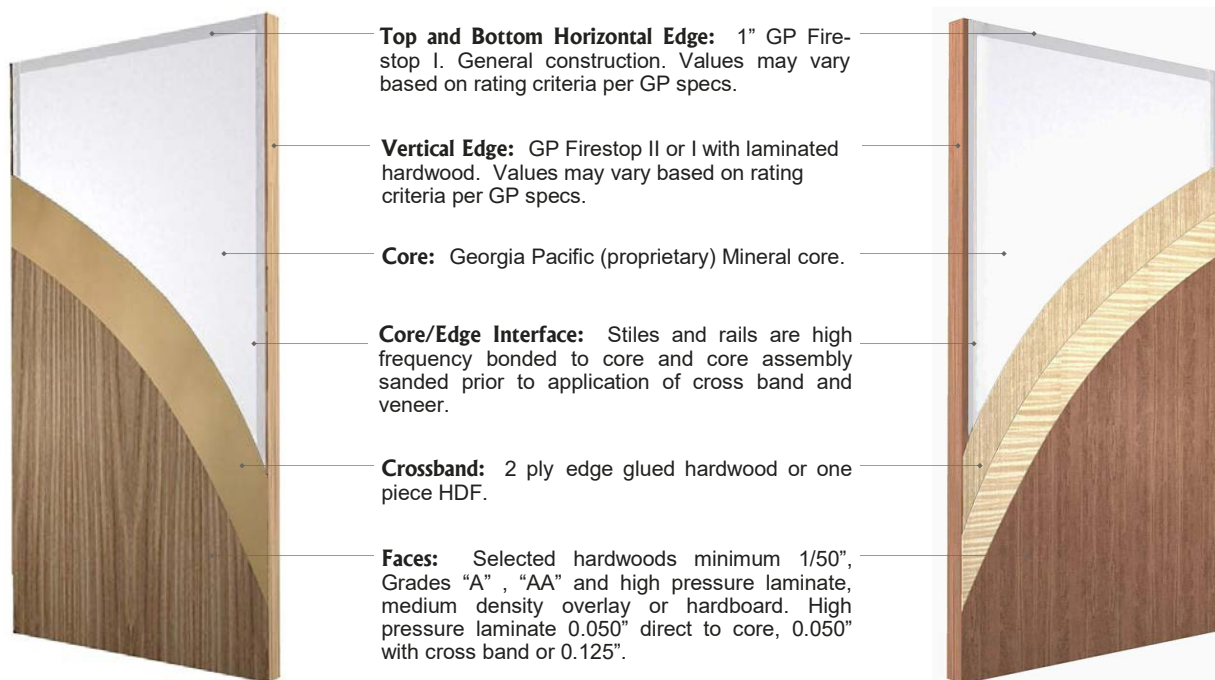 Top and Bottom Horizontal Edge: 1” GP Fire-
stop I. General construction. Values may vary
based on rating criteria per GP specs.
Vertical Edge: GP Firestop II or I with laminated
hardwood. Values may vary based on rating
criteria per GP specs.
Core: Georgia Pacific (proprietary) Mineral core.
Core/Edge Interface: Stiles and rails are high
frequency bonded to core and core assembly
sanded prior to application of cross band and
veneer.
Crossband: 2 ply edge glued hardwood or one
piece HDF.
Faces: Selected hardwoods minimum 1/50”,
Grades “A” , “AA” and high pressure laminate,
medium density overlay or hardboard. High
pressure laminate 0.050” direct to core, 0.050”
with cross band or 0.125”.